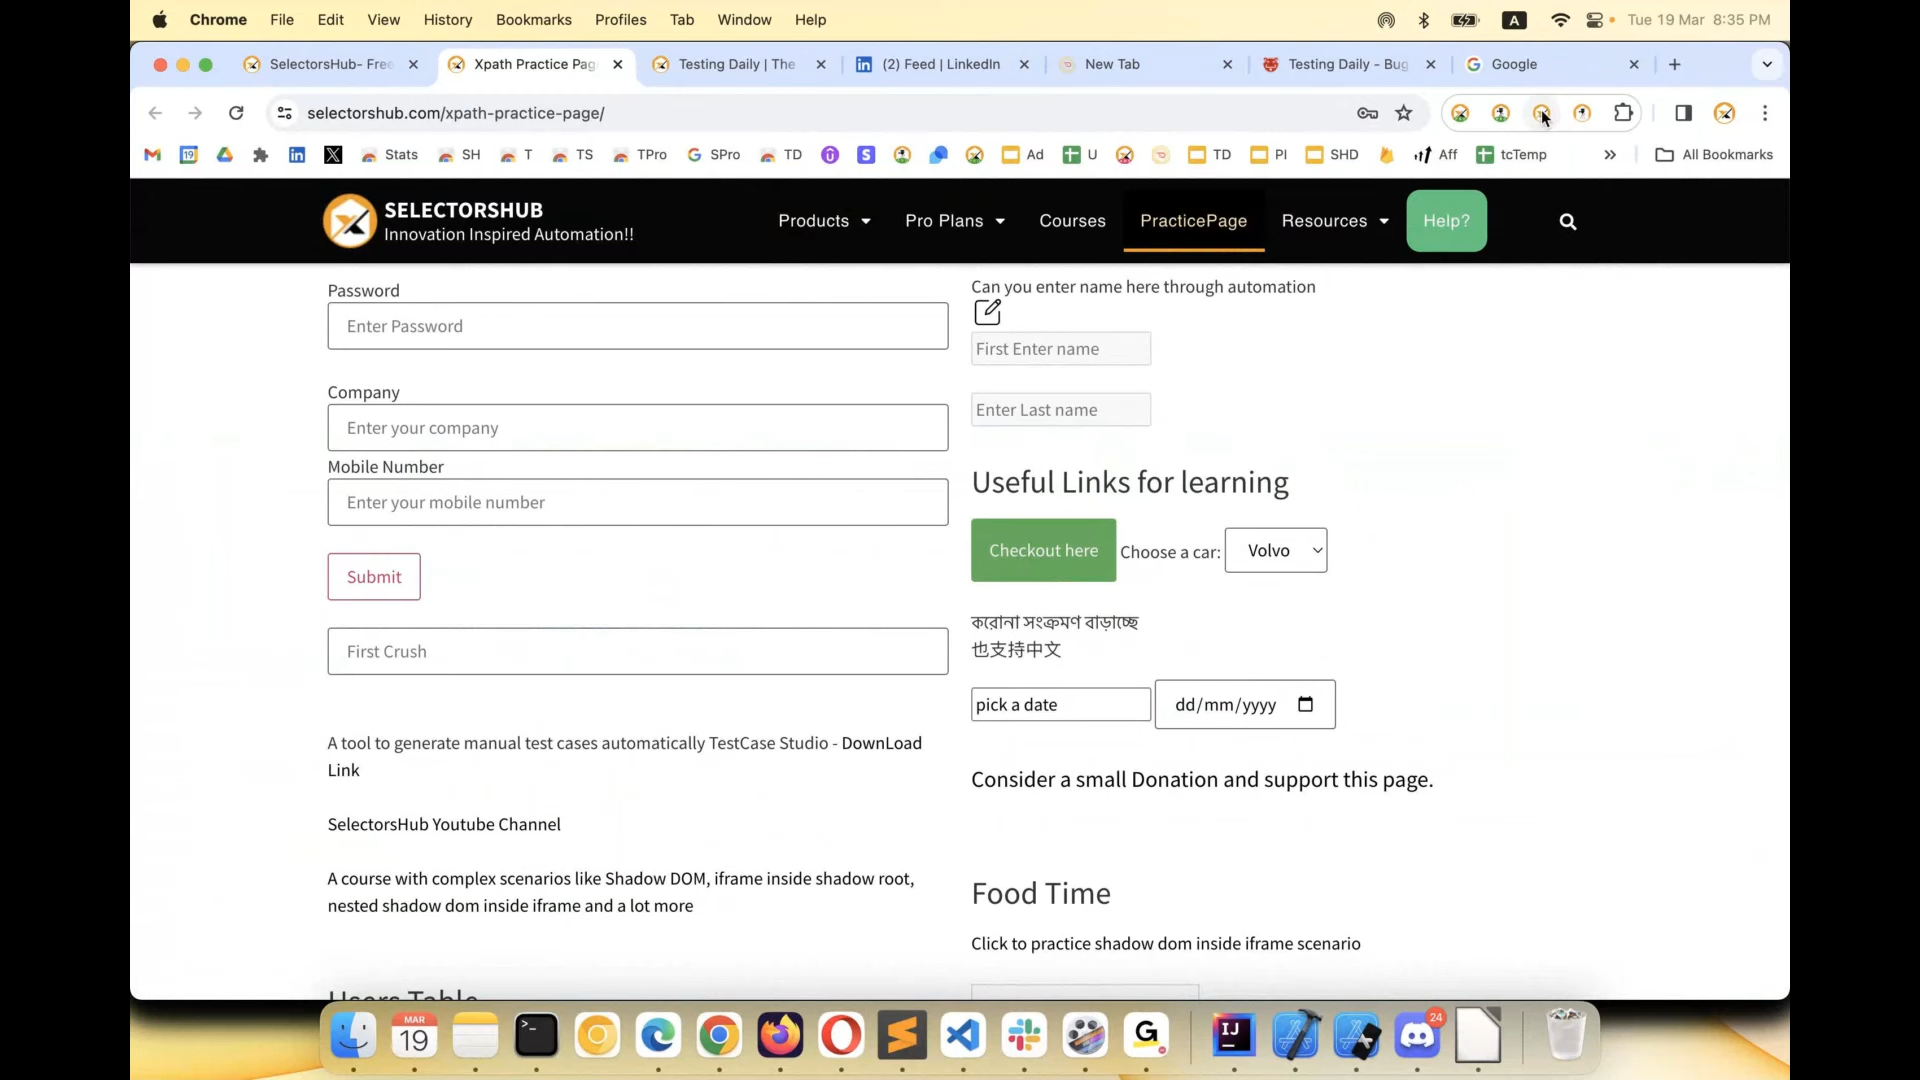 Chrome File Edit View History Bookmarks Profiles Tab Window Help A Tue 19 Mar 8:35 PM
SelectorsHub- Free Xpath Practice Pag Testing Daily | The (2) Feed | LinkedIn New Tab Testing Daily - Bug Google
selectorshub.com/xpath-practice-page/
19 Stats SH T TS TPro SPro TD Ad U TD PI SHD Aff tcTemp » All Bookmarks
SELECTORSHUB
Innovation Inspired Automation!!
Products Pro Plans Courses PracticePage Resources Help?
Password
Enter Password
Company
Enter your company
Mobile Number
Enter your mobile number
Submit
First Crush
A tool to generate manual test cases automatically TestCase Studio - DownLoad
Link
SelectorsHub Youtube Channel
A course with complex scenarios like Shadow DOM, iframe inside shadow root,
nested shadow dom inside iframe and a lot more
Users Table
Can you enter name here through automation
First Enter name
Enter Last name
Useful Links for learning
Checkout here Choose a car: Volvo
করোনা সংক্রমণ বাড়াচ্ছে
也支持中文
pick a date dd/mm/yyyy
Consider a small Donation and support this page.
Food Time
Click to practice shadow dom inside iframe scenario
MAR
19
G
IJ
24